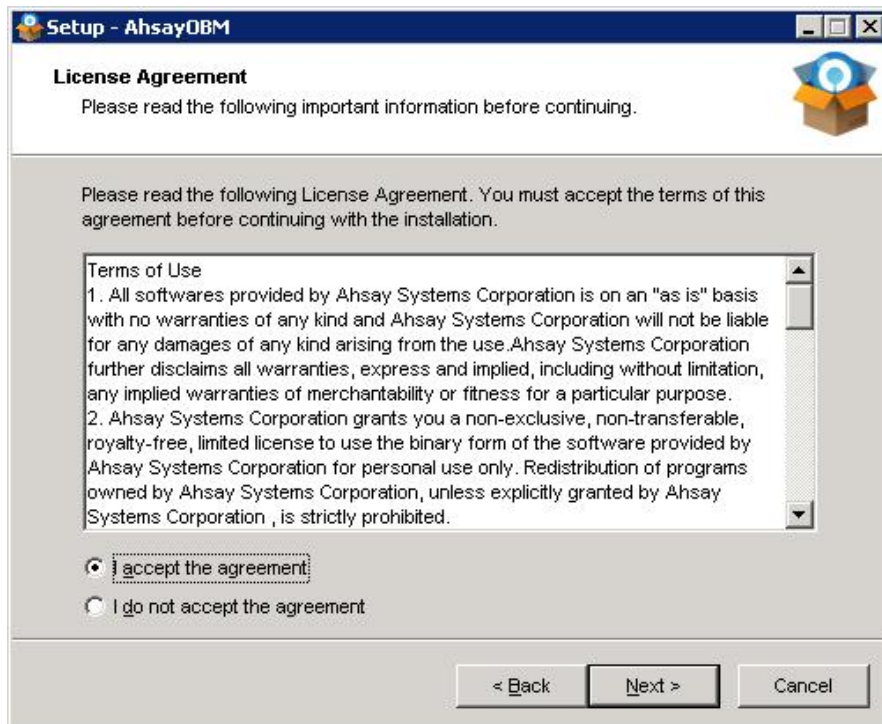 Setup - AhsayOBM
License Agreement
Please read the following important information before continuing.
Please read the following License Agreement. You must accept the terms of this
agreement before continuing with the installation.
Terms of Use
1. All softwares provided by Ahsay Systems Corporation is on an "as is" basis
with no warranties of any kind and Ahsay Systems Corporation will not be liable
for any damages of any kind arising from the use.Ahsay Systems Corporation
further disclaims all warranties, express and implied, including without limitation,
any implied warranties of merchantability or fitness for a particular purpose.
2. Ahsay Systems Corporation grants you a non-exclusive, non-transferable,
royalty-free, limited license to use the binary form of the software provided by
Ahsay Systems Corporation for personal use only. Redistribution of programs
owned by Ahsay Systems Corporation, unless explicitly granted by Ahsay
Systems Corporation , is strictly prohibited.
I accept the agreement
I do not accept the agreement
< Back Next > Cancel